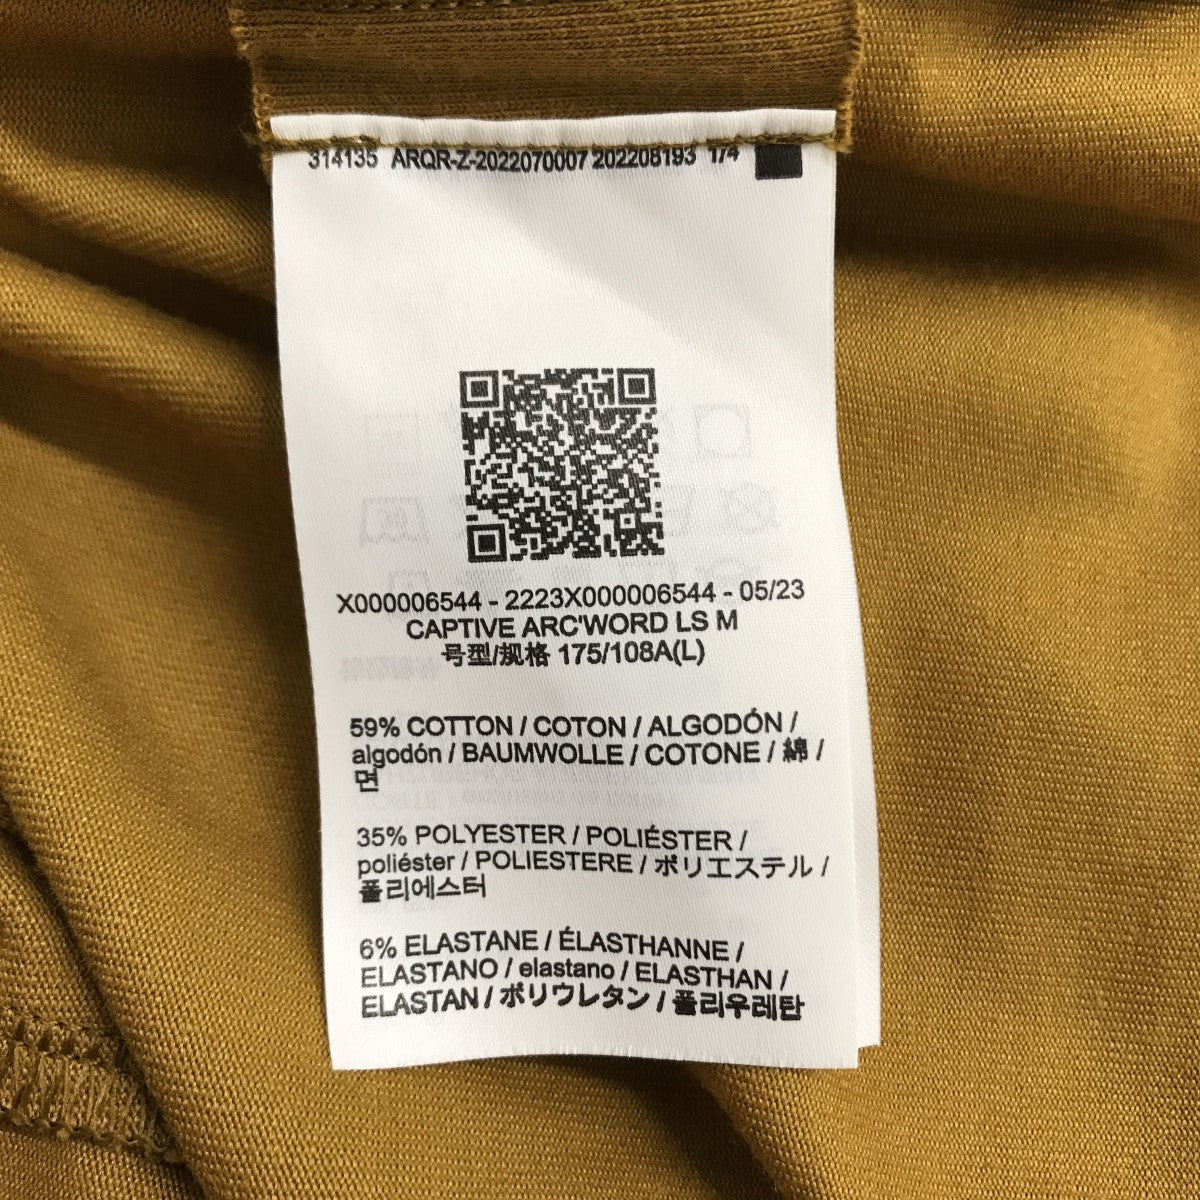 314135 ARQR-Z-2022070007 202208193 1/4
X000006544 - 2223X000006544 - 05/23
CAPTIVE ARC'WORD LS M
号型/规格 175/108A(L)
59% COTTON / COTON / ALGODÓN /
algodón / BAUMWOLLE / COTONE / 綿 /
면
35% POLYESTER / POLIÉSTER /
poliéster / POLIESTERE / ポリエステル /
폴리에스터
6% ELASTANE / ÉLASTHANNE /
ELASTANO / elastano / ELASTHAN /
ELASTAN / ポリウレタン / 폴리우레탄